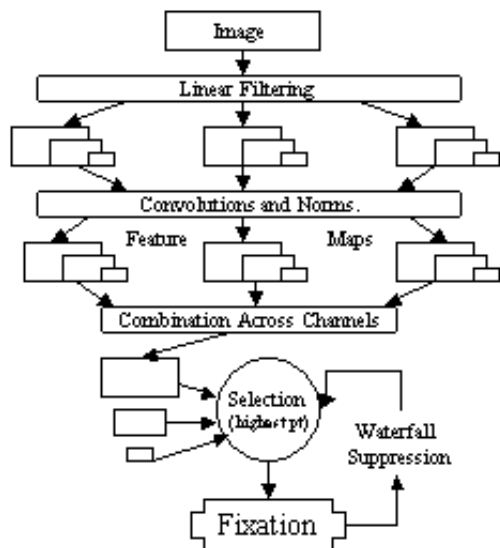 Image
Linear Filtering
Convolutions and Norms.
Feature Maps
Combination Across Channels
Selection
(highest pt)
Waterfall
Suppression
Fixation